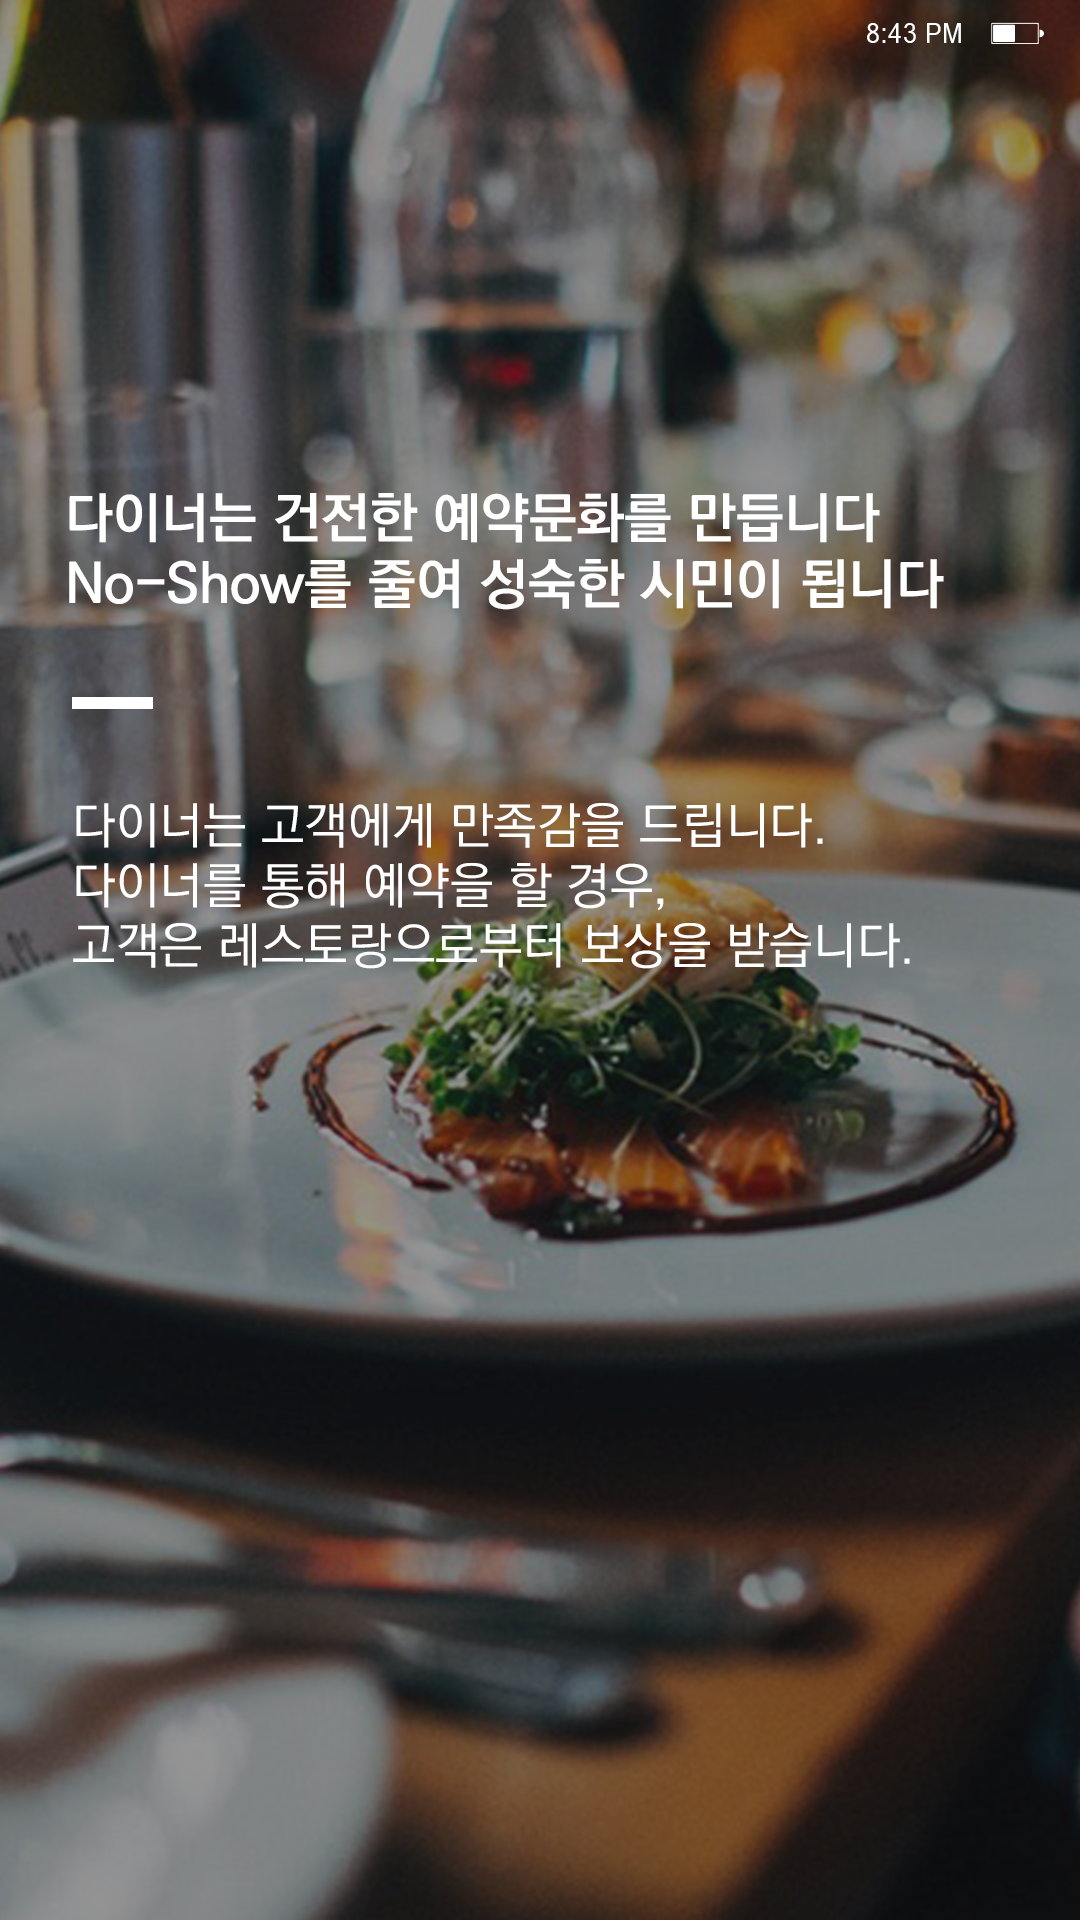 8:43 PM
다이너는 건전한 예약문화를 만듭니다
No-Show를 줄여 성숙한 시민이 됩니다
다이너는 고객에게 만족감을 드립니다.
다이너를 통해 예약을 할 경우,
고객은 레스토랑으로부터 보상을 받습니다.